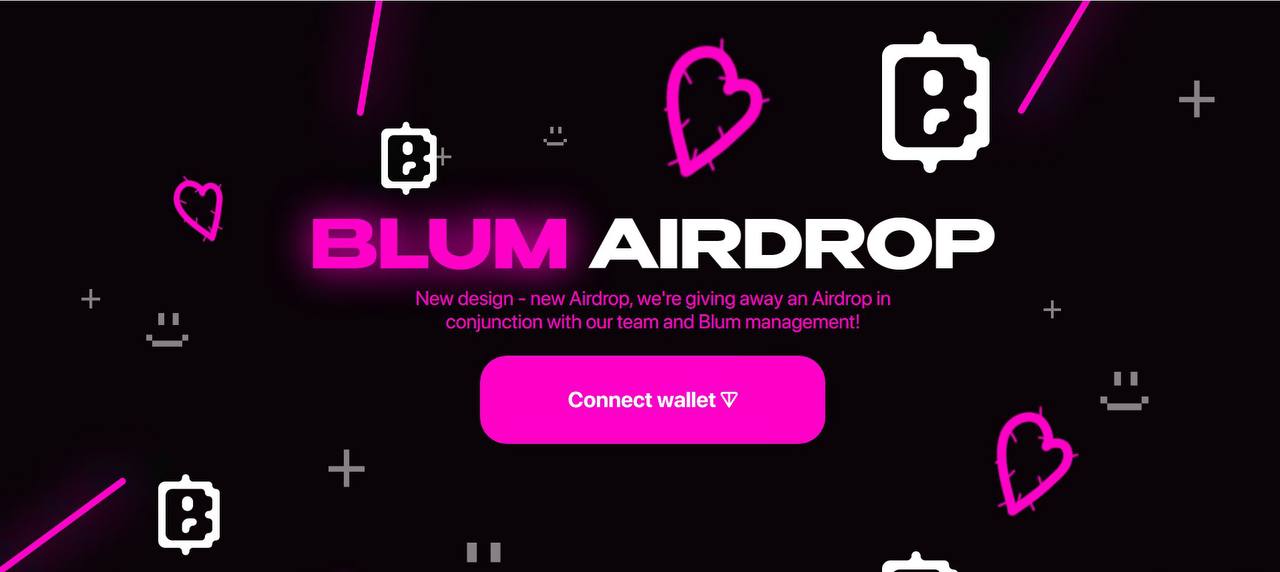 BLUM AIRDROP
New design - new Airdrop, we're giving away an Airdrop in
conjunction with our team and Blum management!
Connect wallet